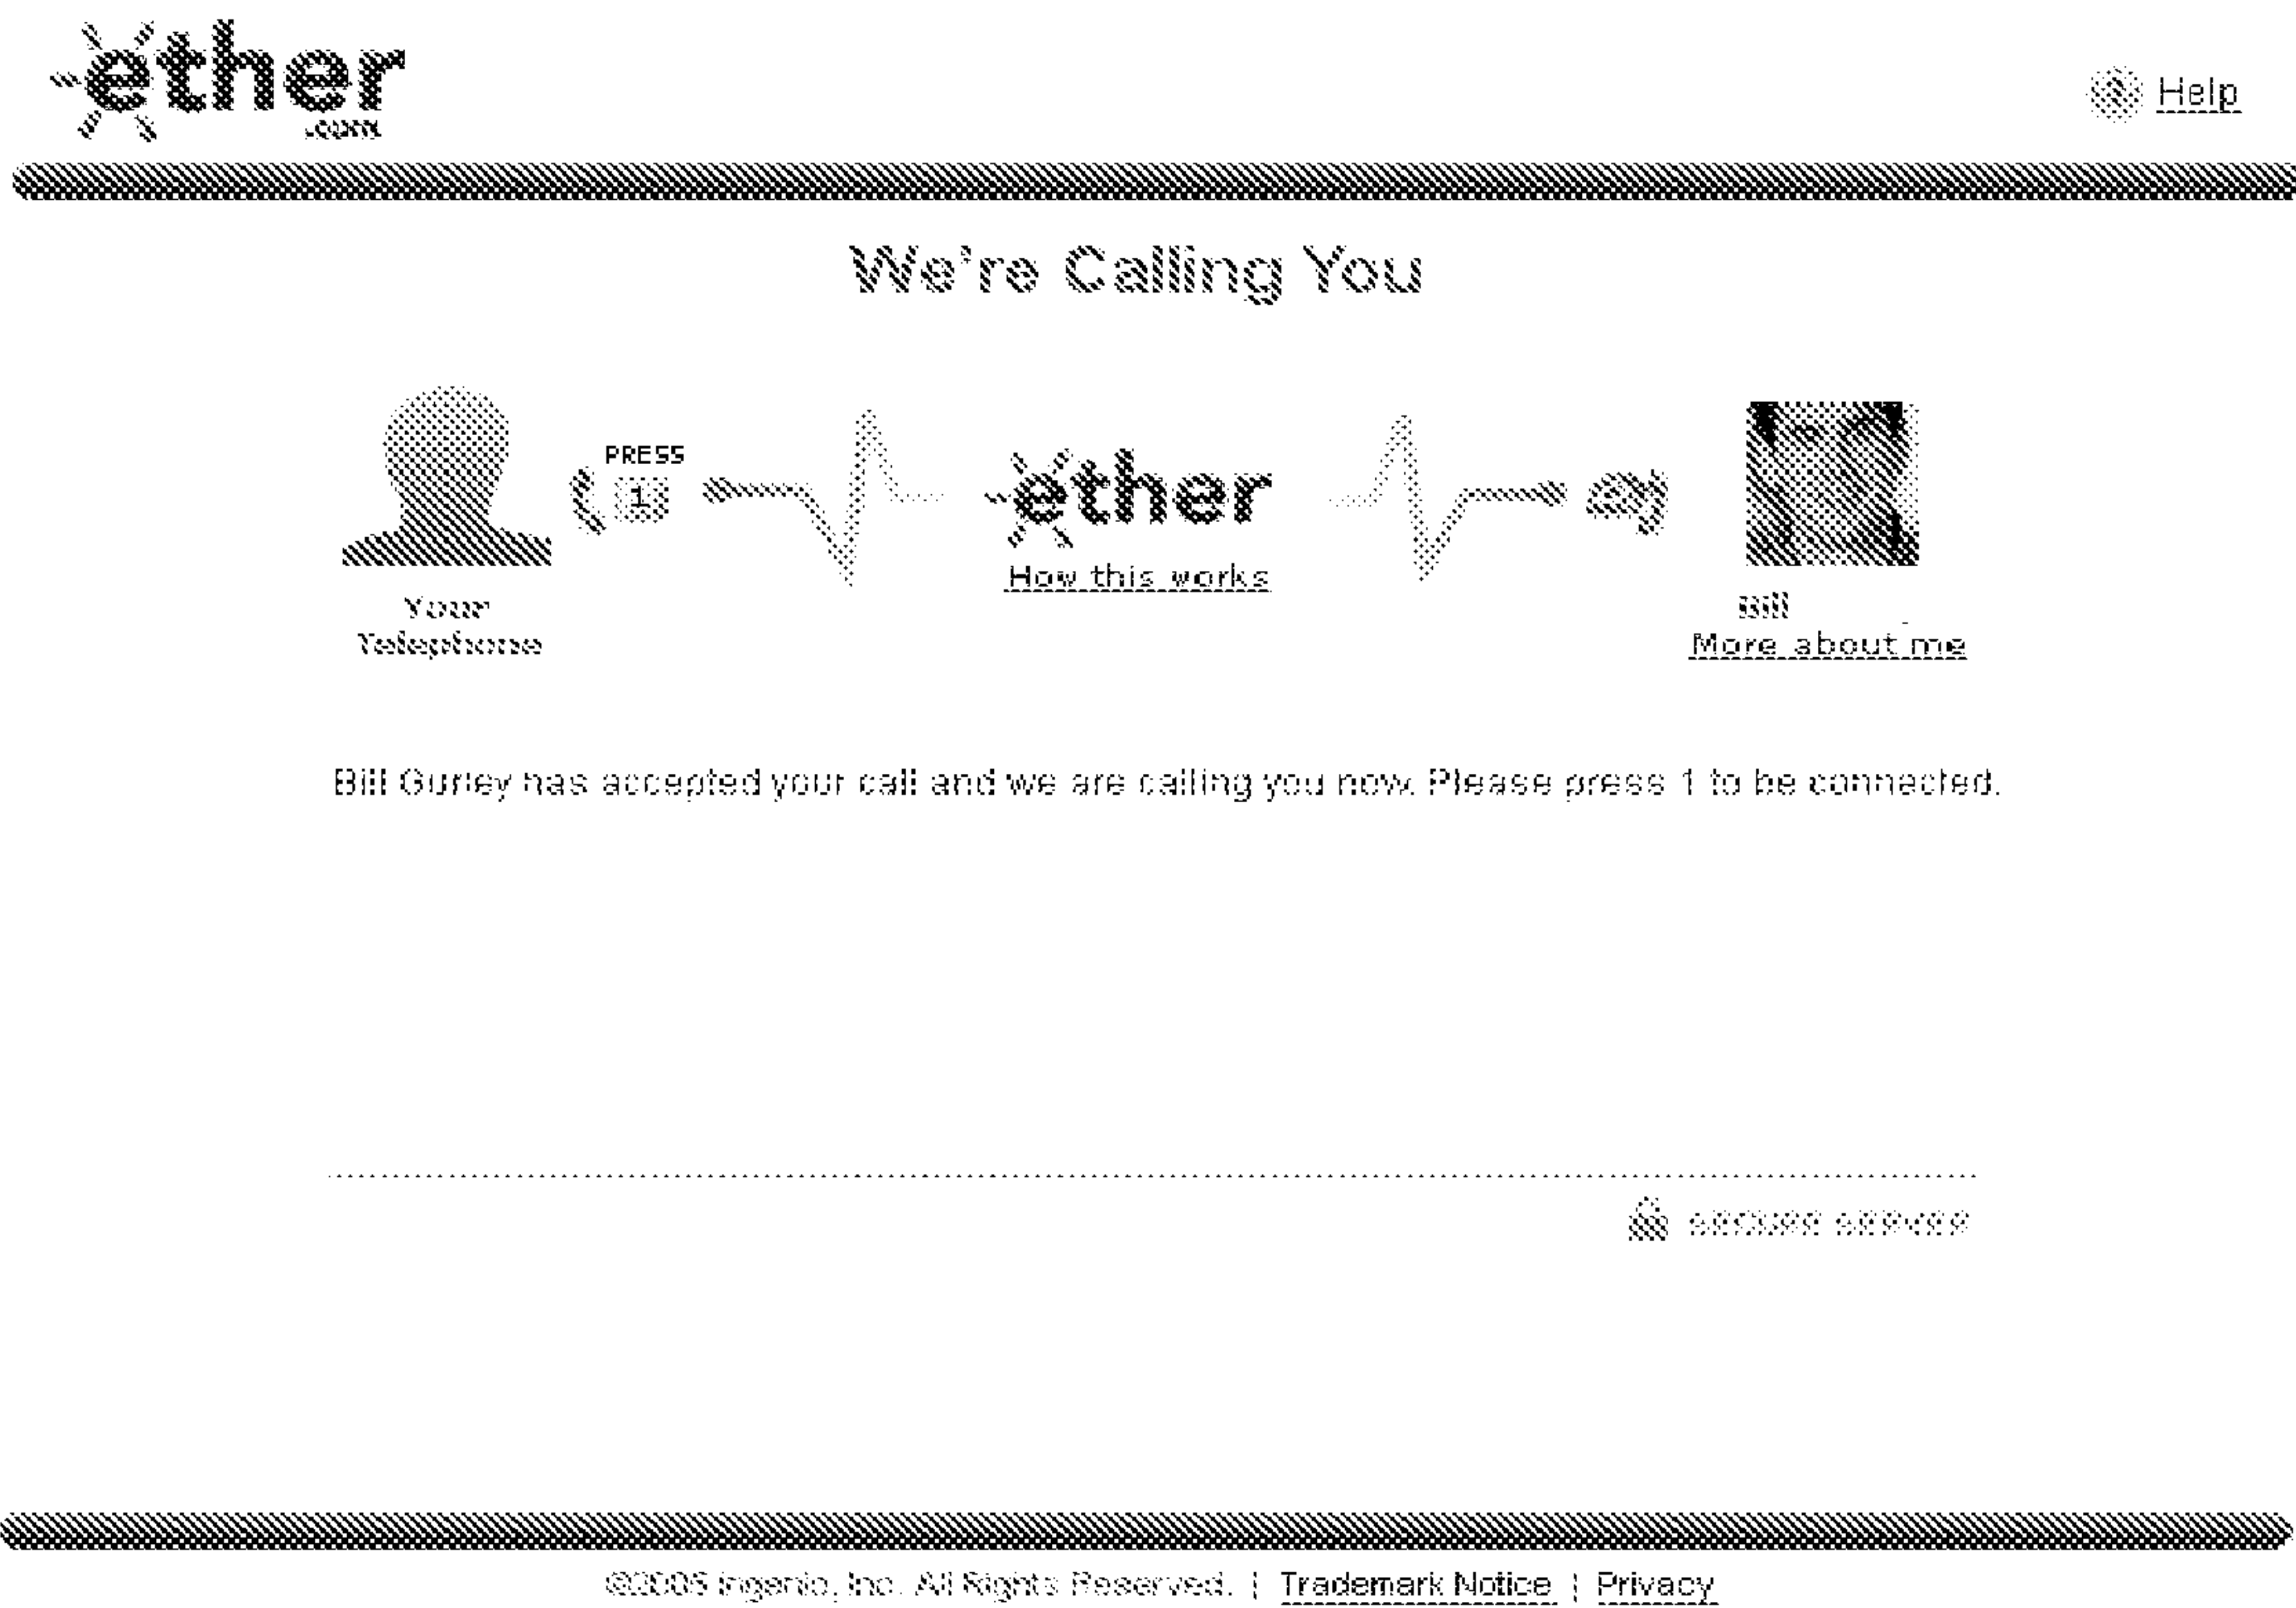 ether
.com
Help
We're Calling You
PRESS
1
ether
How this works
Your
Telephone
Bill
More about me
Bill Gurley has accepted your call and we are calling you now. Please press 1 to be connected.
SECURE SERVER
©2005 Ingenio, Inc. All Rights Reserved. | Trademark Notice | Privacy